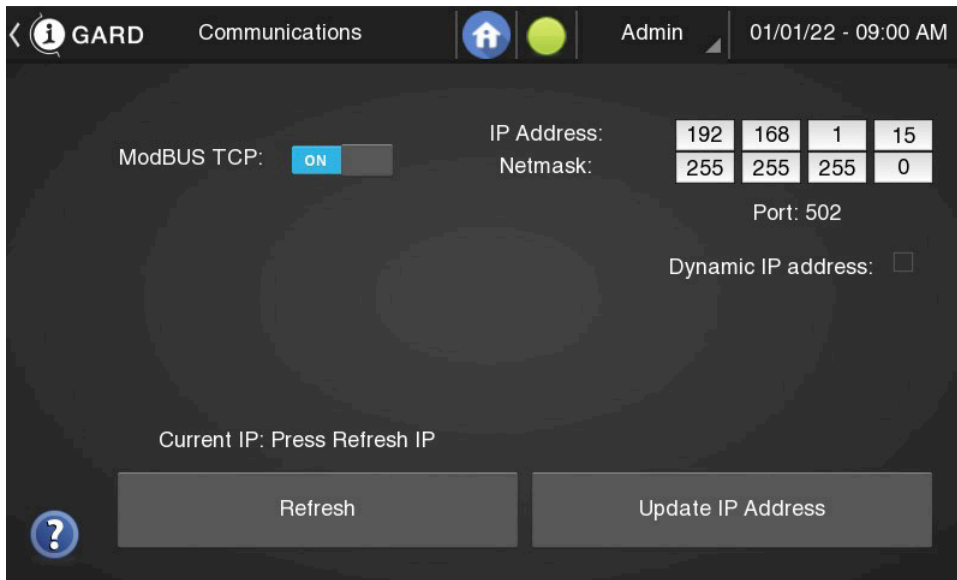 i GARD Communications Admin 01/01/22 - 09:00 AM
IP Address: 192 168 1 15
ModBUS TCP: ON
Netmask: 255 255 255 0
Port: 502
Dynamic IP address:
Current IP: Press Refresh IP
Refresh Update IP Address
?